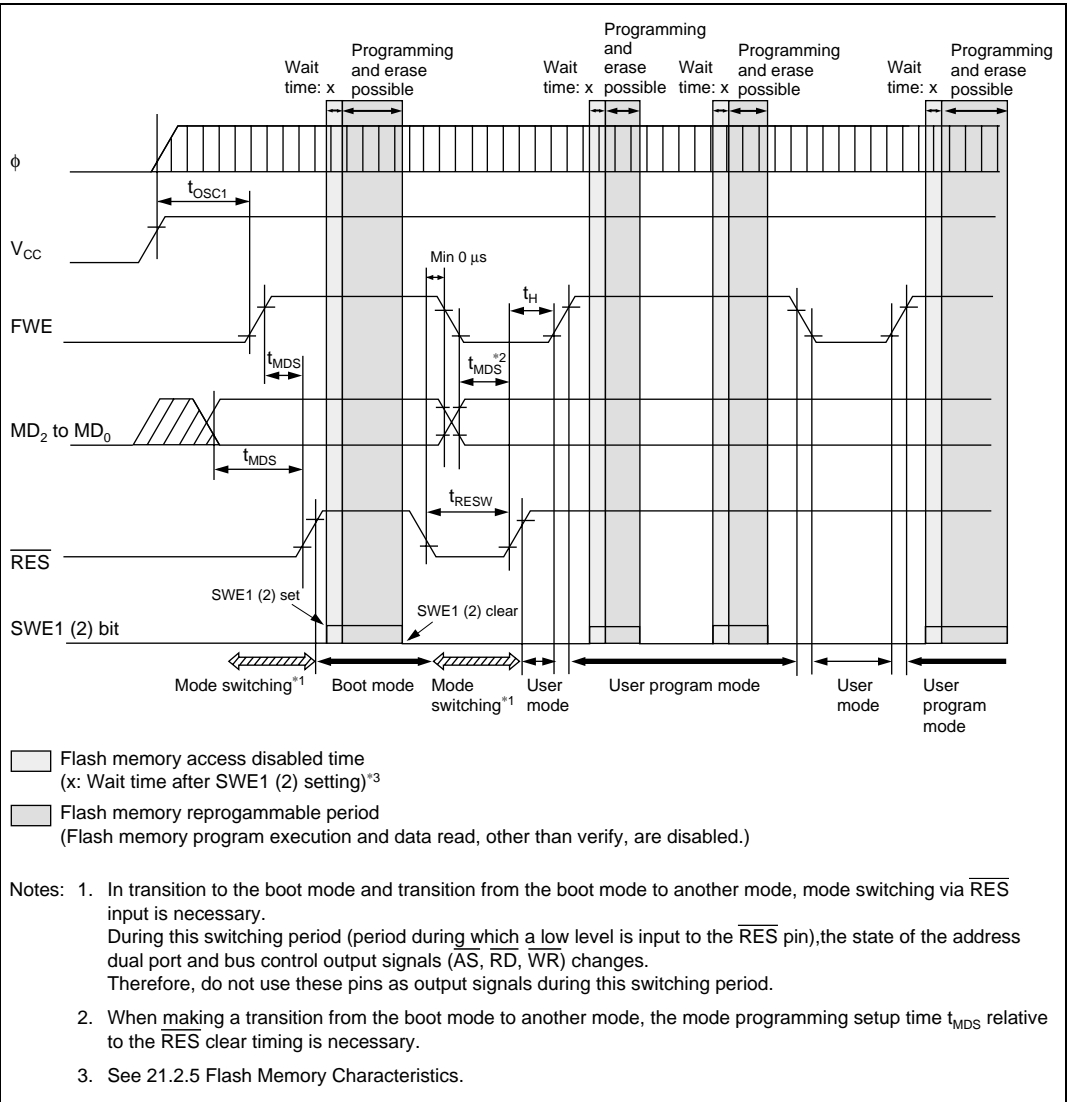 Programming
and
erase
possible
Programming
and erase
possible
Wait
time: x
Wait
time: x
Wait
time: x
Programming
and erase
possible
Wait
time: x
Programming
and erase
possible
φ
tOSC1
VCC
Min 0 μs
tH
FWE
tMDS
tMDS*2
MD2 to MD0
tMDS
tRESW
RES
SWE1 (2) set
SWE1 (2) clear
SWE1 (2) bit
Mode switching*1
Boot mode
Mode
switching*1
User
mode
User program mode
User
mode
User
program
mode
Flash memory access disabled time
(x: Wait time after SWE1 (2) setting)*3
Flash memory reprogammable period
(Flash memory program execution and data read, other than verify, are disabled.)
Notes: 1. In transition to the boot mode and transition from the boot mode to another mode, mode switching via RES
input is necessary.
During this switching period (period during which a low level is input to the RES pin),the state of the address
dual port and bus control output signals (AS, RD, WR) changes.
Therefore, do not use these pins as output signals during this switching period.
2. When making a transition from the boot mode to another mode, the mode programming setup time tMDS relative
to the RES clear timing is necessary.
3. See 21.2.5 Flash Memory Characteristics.